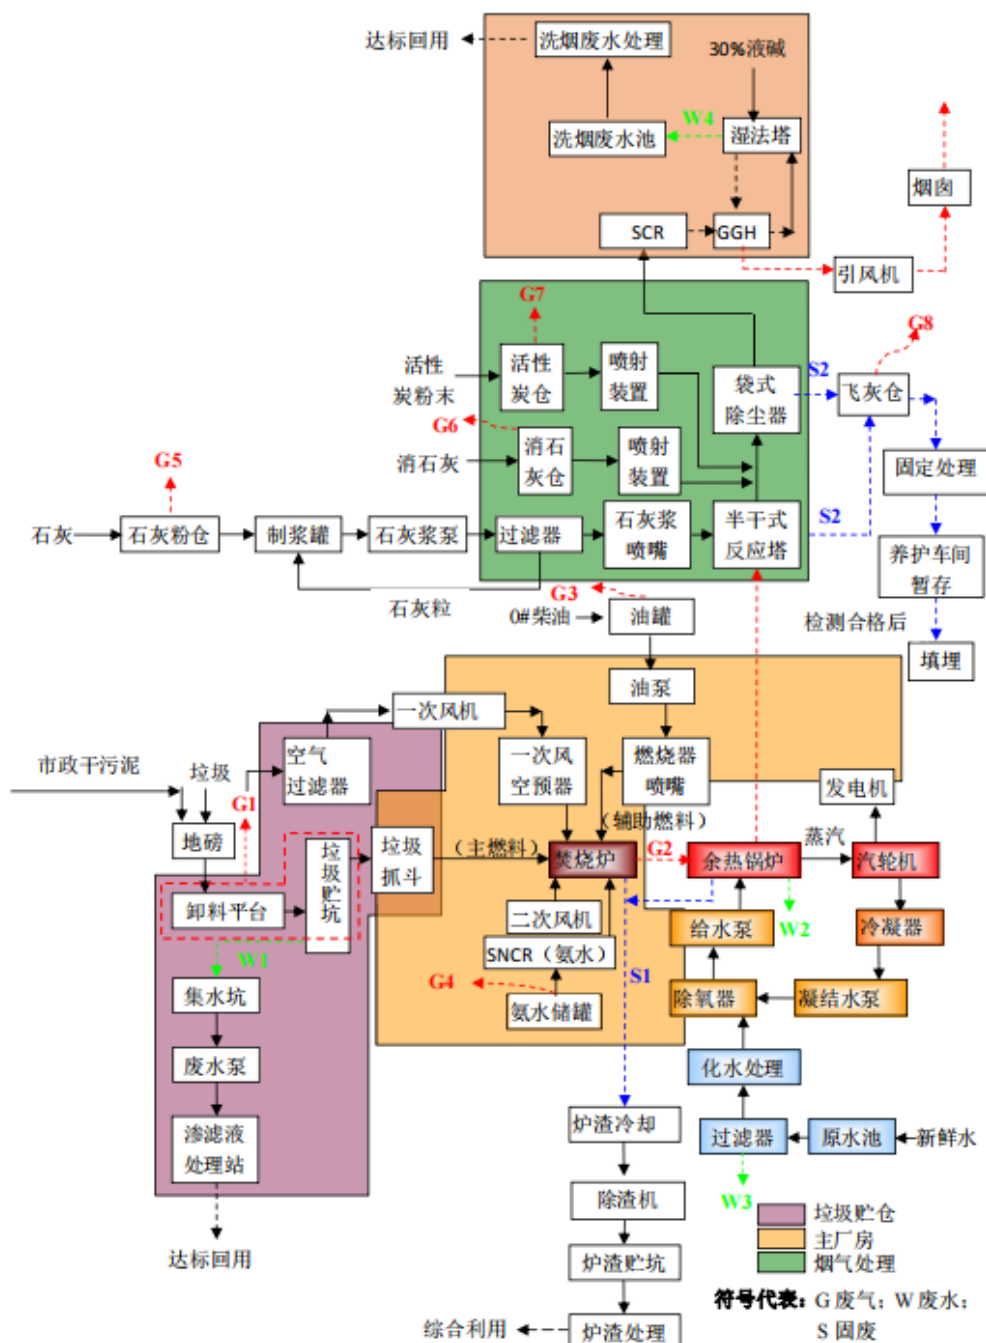 达标回用
洗烟废水处理
30%液碱
洗烟废水池
W4
湿法塔
烟囱
SCR
GGH
引风机
G7
G8
活性
炭粉末
活性
炭仓
喷射
装置
袋式
除尘器
S2
飞灰仓
G6
消石灰
消石
灰仓
喷射
装置
固定处理
G5
石灰
石灰粉仓
制浆罐
石灰浆泵
过滤器
石灰浆
喷嘴
半干式
反应塔
S2
养护车间
暂存
石灰粒
G3
0#柴油
油罐
检测合格后
填埋
油泵
一次风机
市政干污泥
垃圾
空气
过滤器
一次风
空预器
燃烧器
喷嘴
发电机
G1
地磅
（辅助燃料）
蒸汽
垃圾
贮坑
垃圾
抓斗
（主燃料）
焚烧炉
G2
余热锅炉
汽轮机
卸料平台
二次风机
给水泵
W2
冷凝器
W1
SNCR（氨水）
G4
S1
集水坑
氨水储罐
除氧器
凝结水泵
废水泵
化水处理
渗滤液
处理站
炉渣冷却
过滤器
原水池
新鲜水
W3
除渣机
垃圾贮仓
主厂房
烟气处理
达标回用
炉渣贮坑
符号代表：G 废气；W 废水；
S 固废
综合利用
炉渣处理